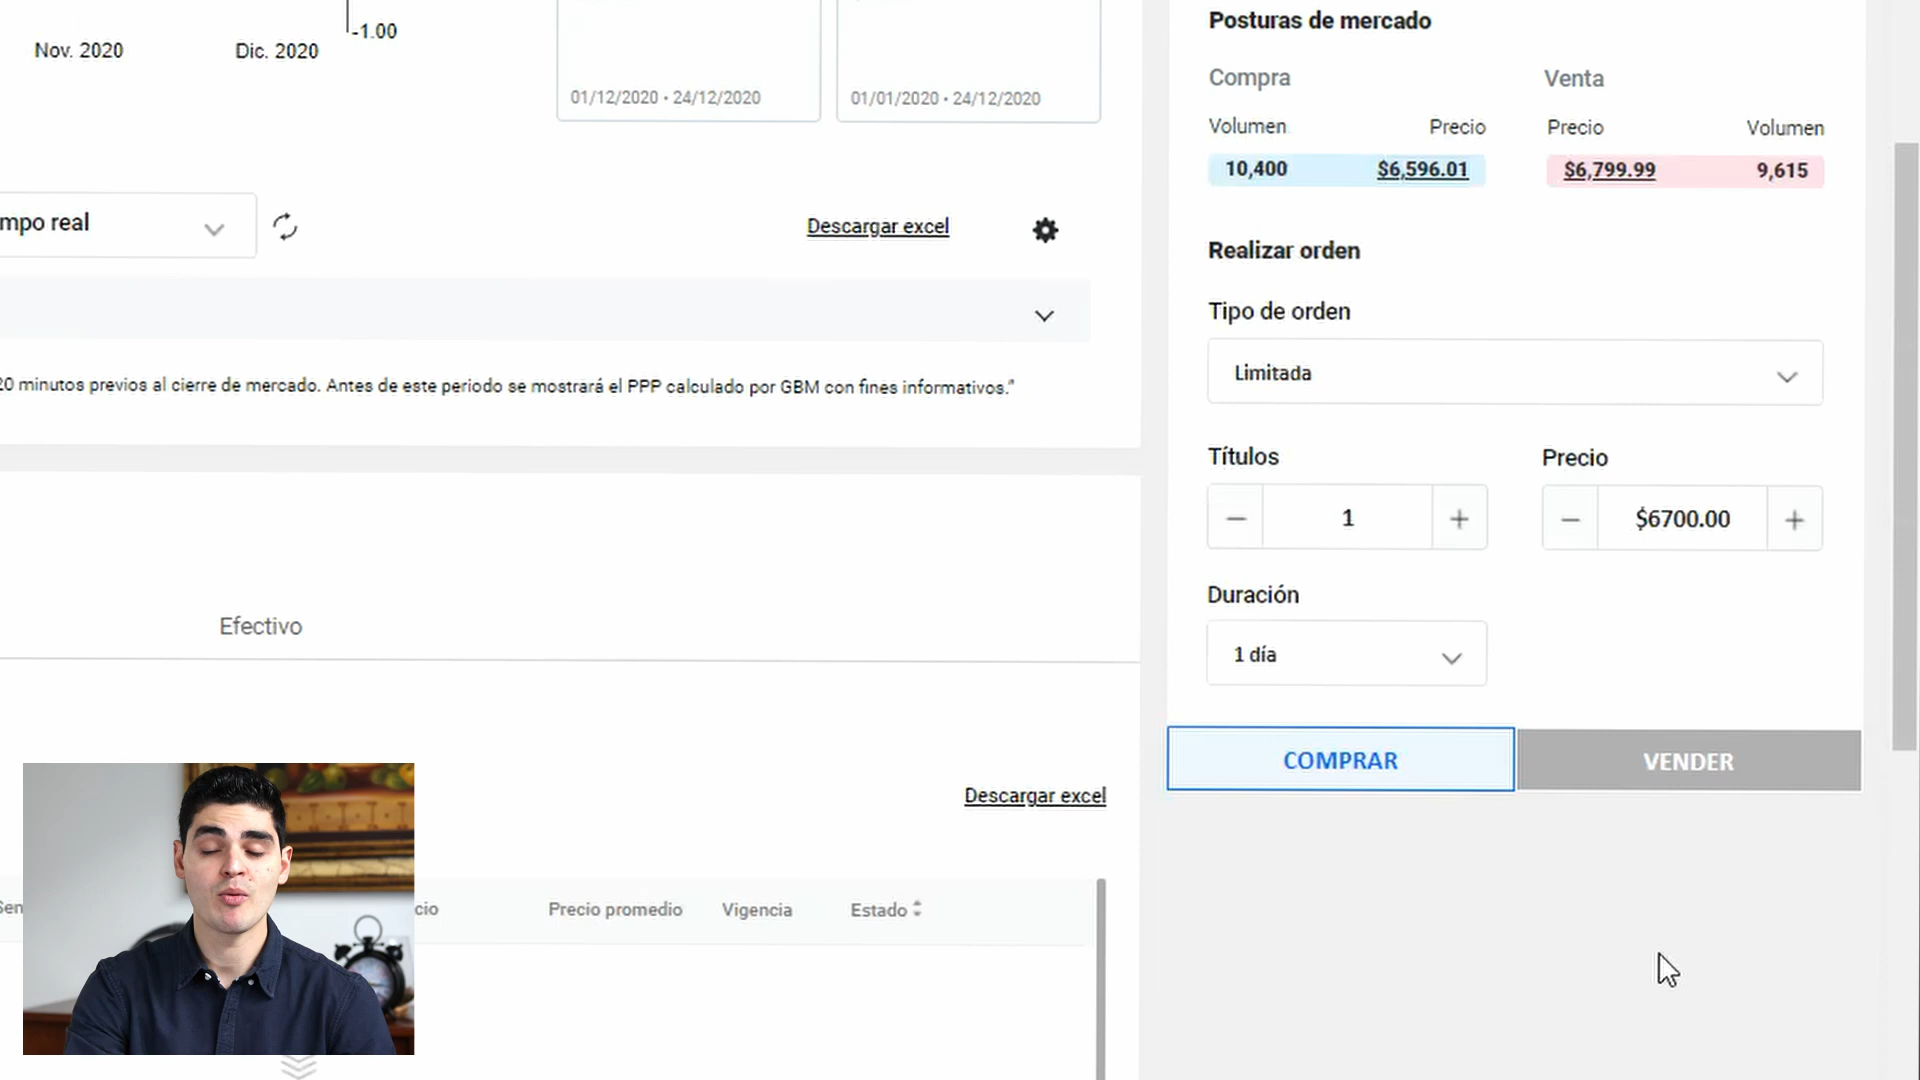 -1.00
Nov. 2020
Dic. 2020
01/12/2020 • 24/12/2020
01/01/2020 • 24/12/2020
mpo real
Descargar excel
20 minutos previos al cierre de mercado. Antes de este periodo se mostrará el PPP calculado por GBM con fines informativos."
Efectivo
Descargar excel
Sen
cio
Precio promedio
Vigencia
Estado
Posturas de mercado
Compra
Venta
Volumen
Precio
Precio
Volumen
10,400
$6,596.01
$6,799.99
9,615
Realizar orden
Tipo de orden
Limitada
Títulos
Precio
1
$6700.00
Duración
1 día
COMPRAR
VENDER